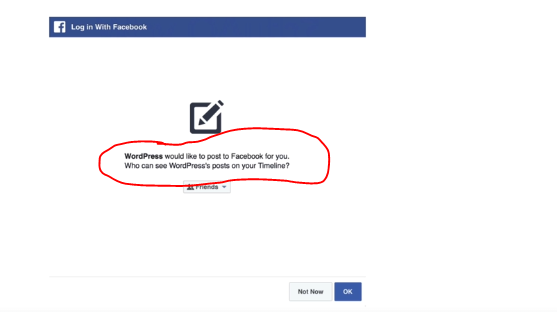 Log in With Facebook
WordPress would like to post to Facebook for you.
Who can see WordPress's posts on your Timeline?
Friends
Not Now OK